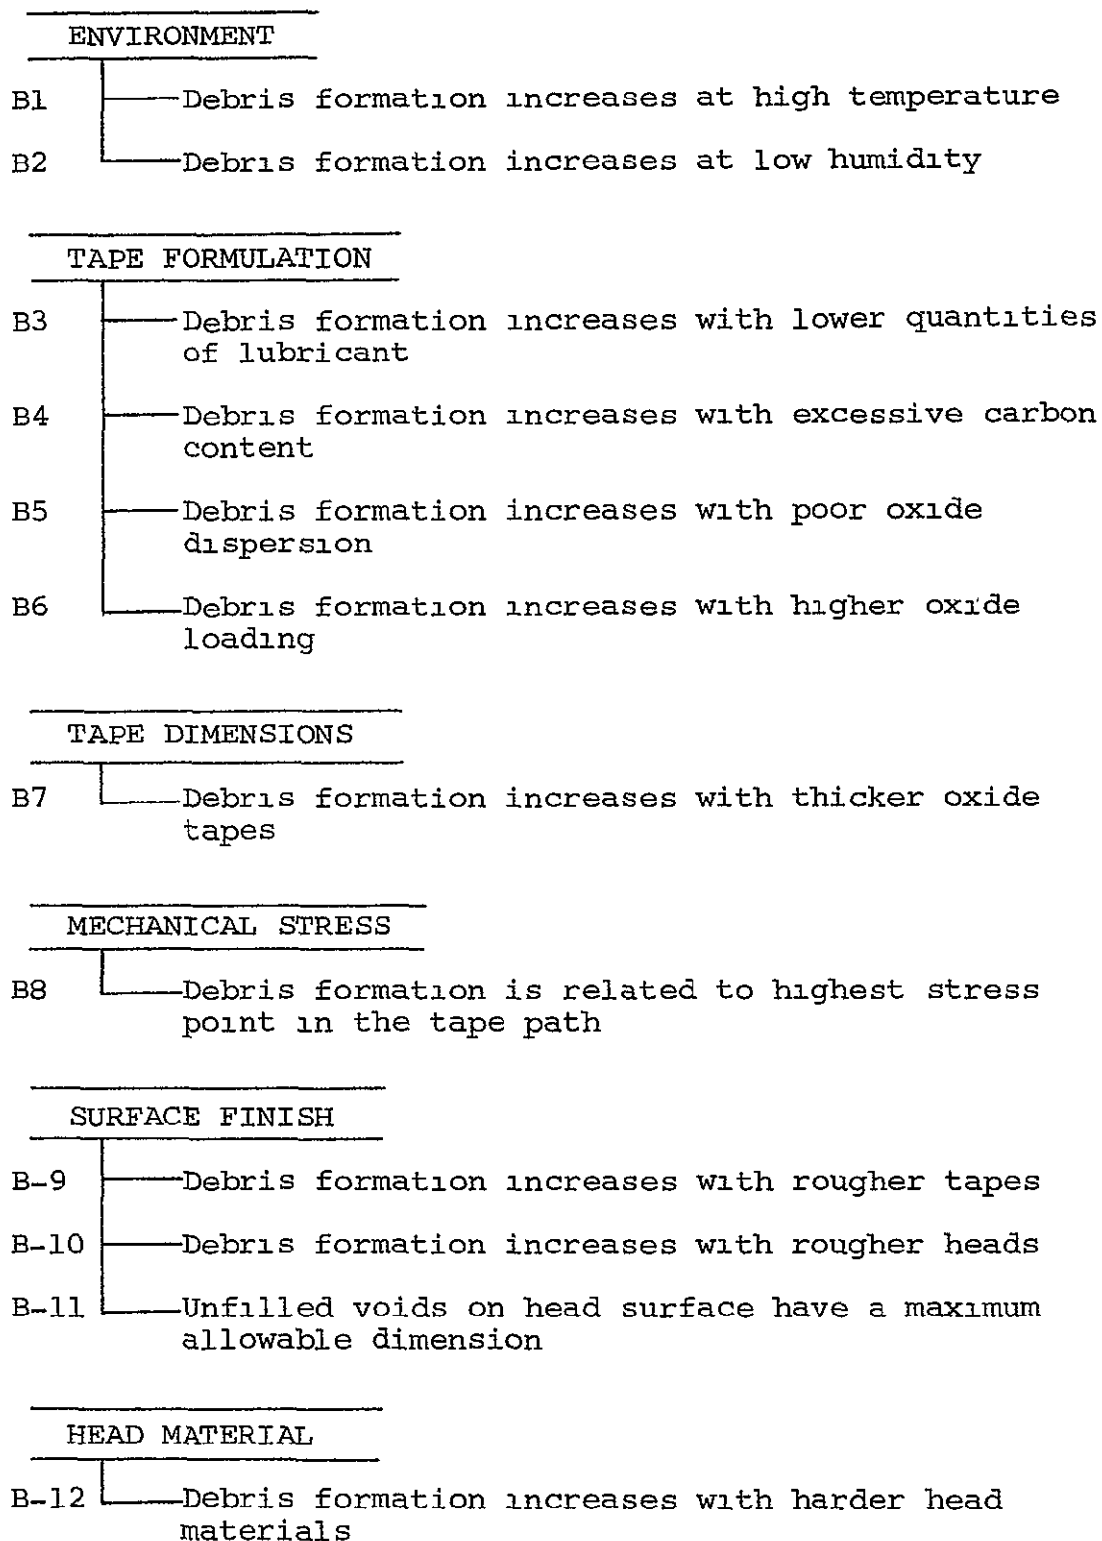 ENVIRONMENT
B1 Debris formation increases at high temperature
B2 Debris formation increases at low humidity
TAPE FORMULATION
B3 Debris formation increases with lower quantities
of lubricant
B4 Debris formation increases with excessive carbon
content
B5 Debris formation increases with poor oxide
dispersion
B6 Debris formation increases with higher oxide
loading
TAPE DIMENSIONS
B7 Debris formation increases with thicker oxide
tapes
MECHANICAL STRESS
B8 Debris formation is related to highest stress
point in the tape path
SURFACE FINISH
B-9 Debris formation increases with rougher tapes
B-10 Debris formation increases with rougher heads
B-11 Unfilled voids on head surface have a maximum
allowable dimension
HEAD MATERIAL
B-12 Debris formation increases with harder head
materials